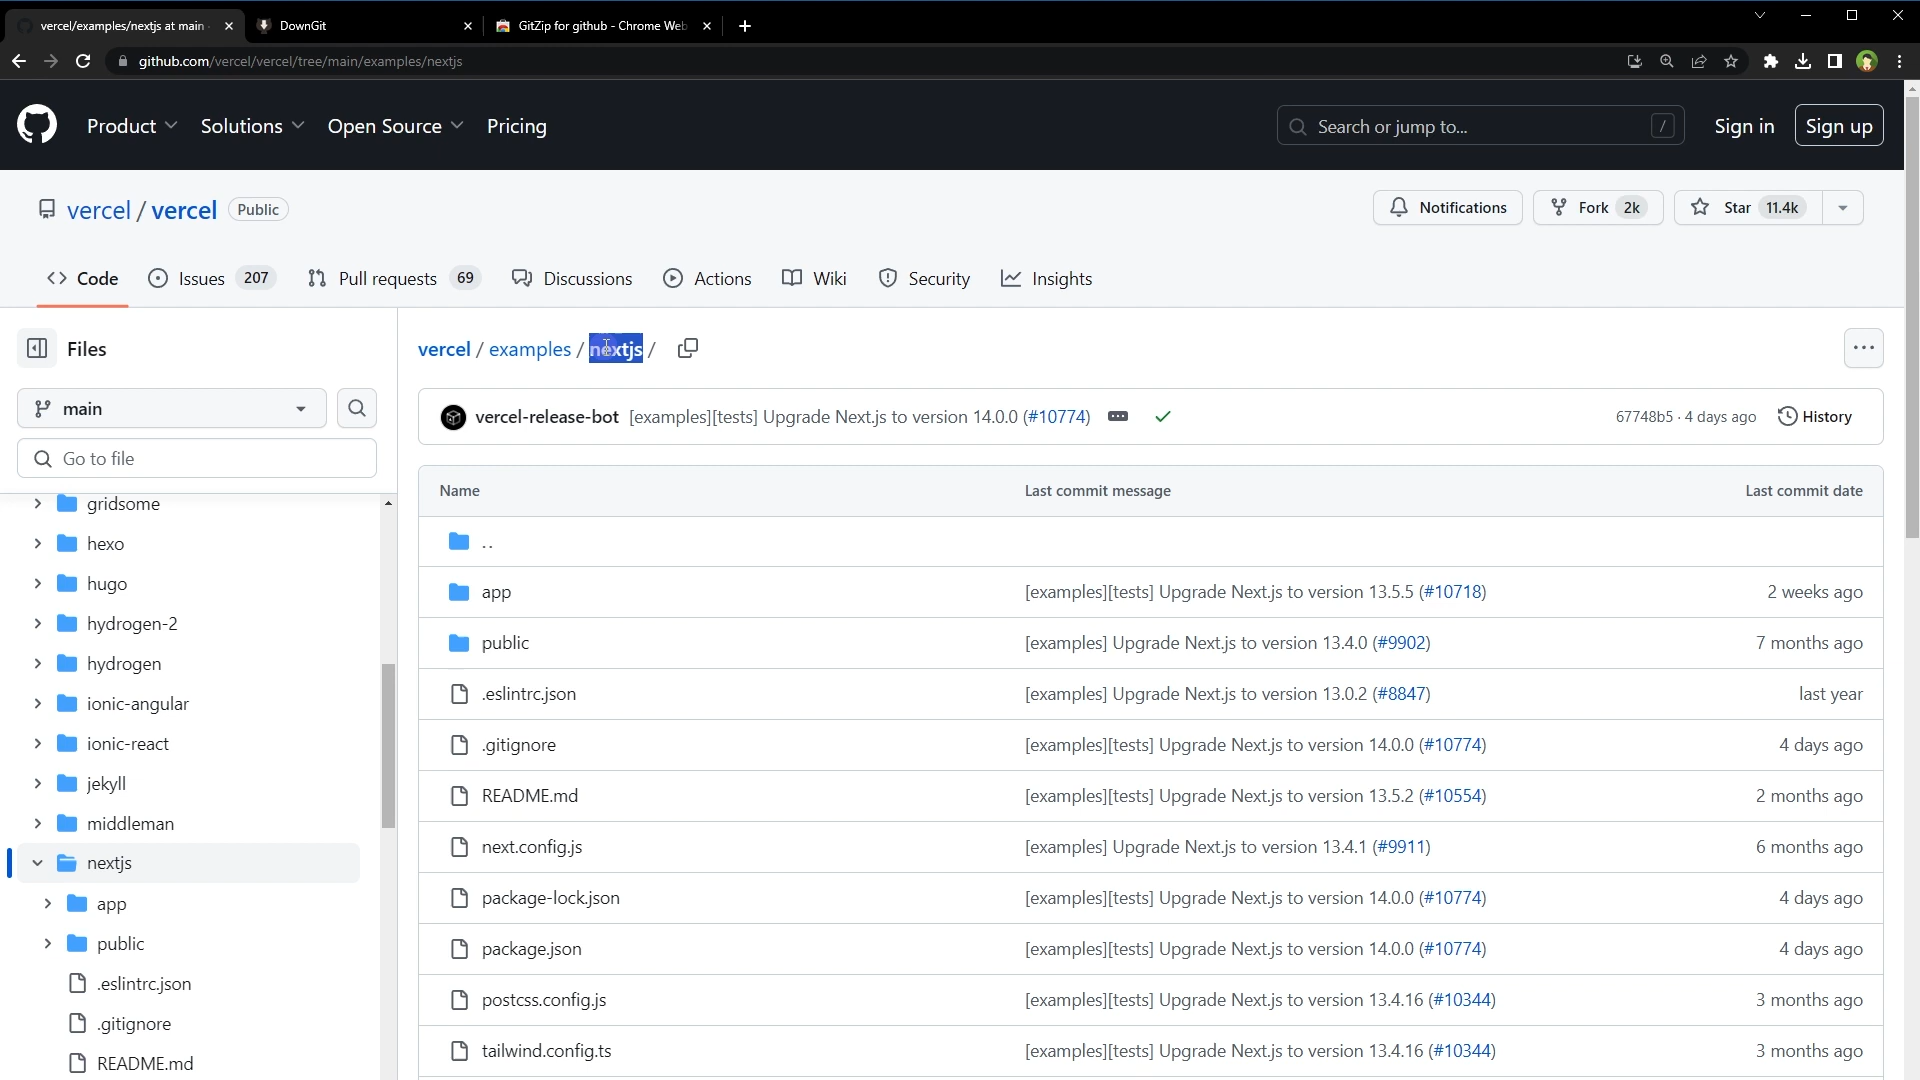 vercel/examples/nextjs at main
DownGit
GitZip for github - Chrome Web
github.com/vercel/vercel/tree/main/examples/nextjs
Product
Solutions
Open Source
Pricing
Search or jump to...
/
Sign in
Sign up
vercel / vercel
Public
Notifications
Fork 2k
Star 11.4k
Code
Issues 207
Pull requests 69
Discussions
Actions
Wiki
Security
Insights
Files
main
Go to file
gridsome
hexo
hugo
hydrogen-2
hydrogen
ionic-angular
ionic-react
jekyll
middleman
nextjs
app
public
.eslintrc.json
.gitignore
README.md
vercel / examples / nextjs /
vercel-release-bot [examples][tests] Upgrade Next.js to version 14.0.0 (#10774)
67748b5 · 4 days ago
History
Name Last commit message Last commit date
..
app [examples][tests] Upgrade Next.js to version 13.5.5 (#10718) 2 weeks ago
public [examples] Upgrade Next.js to version 13.4.0 (#9902) 7 months ago
.eslintrc.json [examples] Upgrade Next.js to version 13.0.2 (#8847) last year
.gitignore [examples][tests] Upgrade Next.js to version 14.0.0 (#10774) 4 days ago
README.md [examples][tests] Upgrade Next.js to version 13.5.2 (#10554) 2 months ago
next.config.js [examples] Upgrade Next.js to version 13.4.1 (#9911) 6 months ago
package-lock.json [examples][tests] Upgrade Next.js to version 14.0.0 (#10774) 4 days ago
package.json [examples][tests] Upgrade Next.js to version 14.0.0 (#10774) 4 days ago
postcss.config.js [examples][tests] Upgrade Next.js to version 13.4.16 (#10344) 3 months ago
tailwind.config.ts [examples][tests] Upgrade Next.js to version 13.4.16 (#10344) 3 months ago